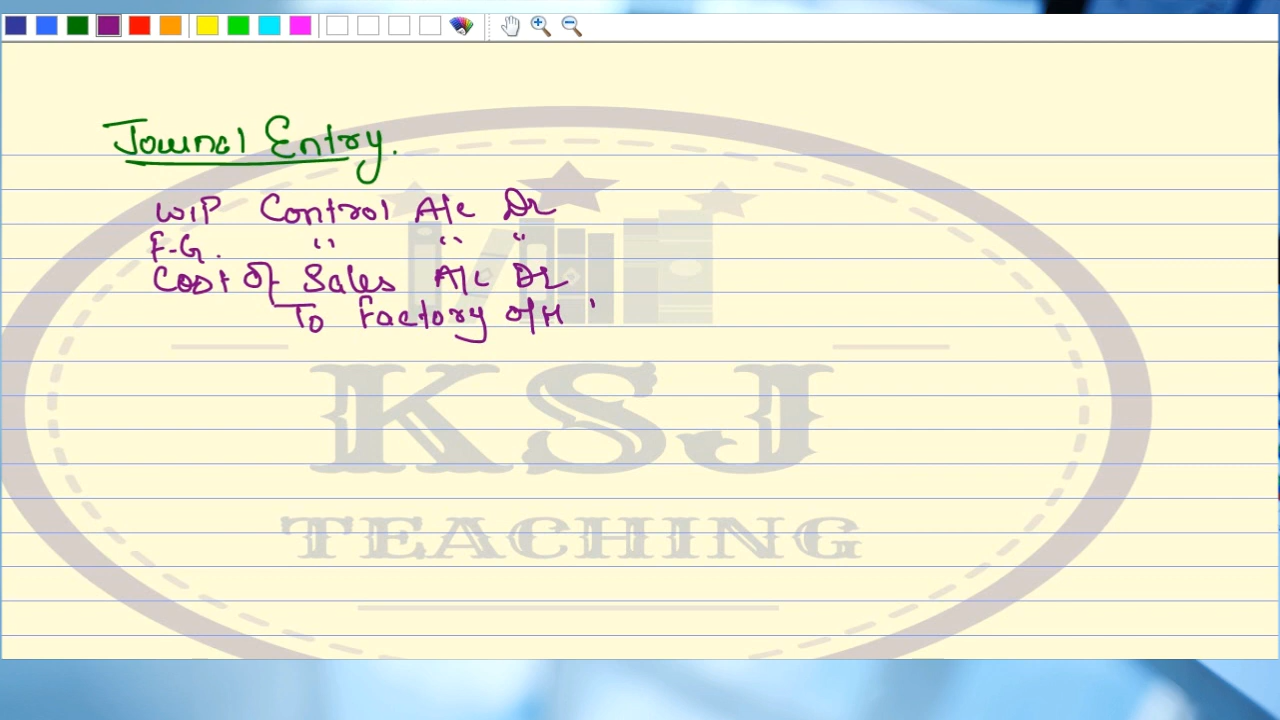 Journal Entry.
WIP Control A/c Dr
F.G. " " "
Cost Of Sales A/c Dr
To Factory O/H '
KSJ
TEACHING